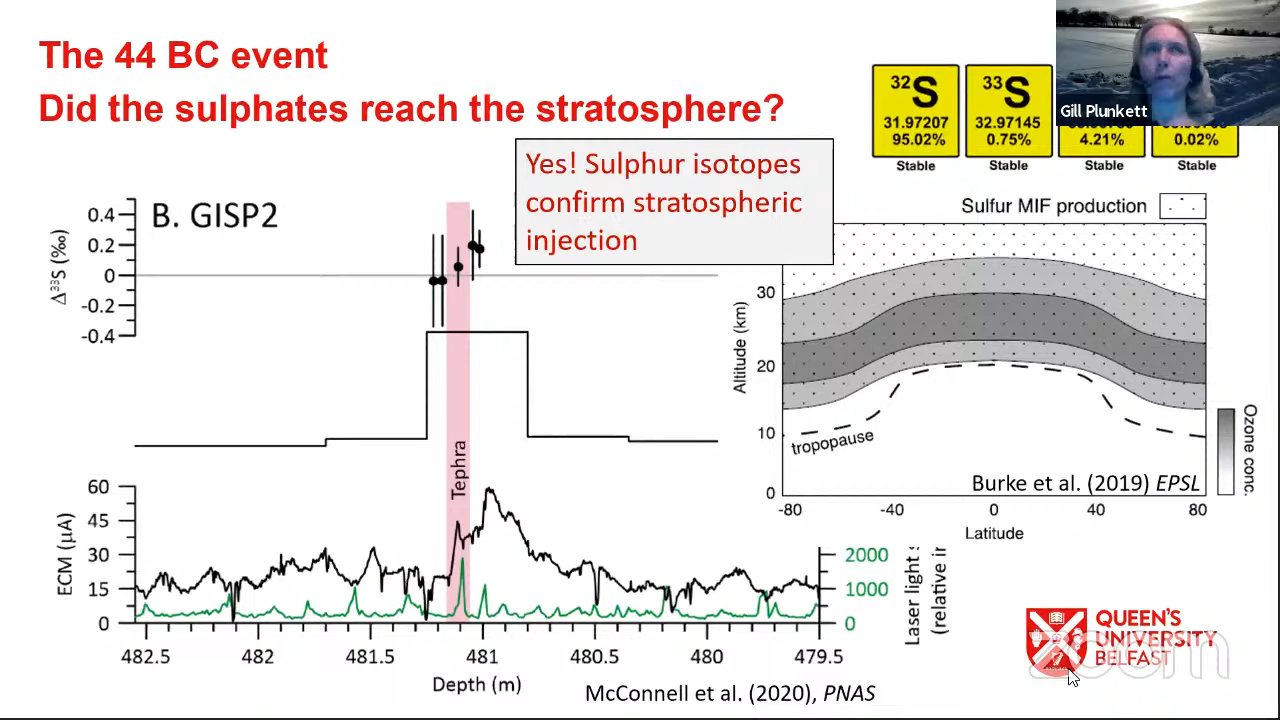 The 44 BC event
Did the sulphates reach the stratosphere?
Gill Plunkett
32S
31.97207
95.02%
Stable
33S
32.97145
0.75%
Stable
4.21%
Stable
0.02%
Stable
Yes! Sulphur isotopes
confirm stratospheric
injection
B. GISP2
0.4
0.2
0
-0.2
-0.4
Δ33S (‰)
Tephra
60
45
30
15
0
ECM (µA)
2000
1000
0
Laser light
(relative
482.5 482 481.5 481 480.5 480 479.5
Depth (m)
McConnell et al. (2020), PNAS
Sulfur MIF production
30
20
10
0
Altitude (km)
tropopause
Burke et al. (2019) EPSL
-80 -40 0 40 80
Latitude
Ozone conc.
QUEEN'S
UNIVERSITY
BELFAST
zoom